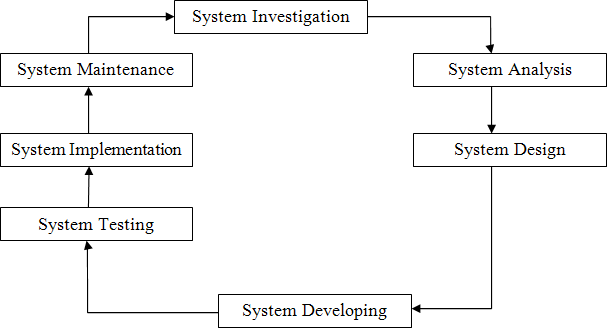 System Investigation
System Maintenance
System Analysis
System Implementation
System Design
System Testing
System Developing